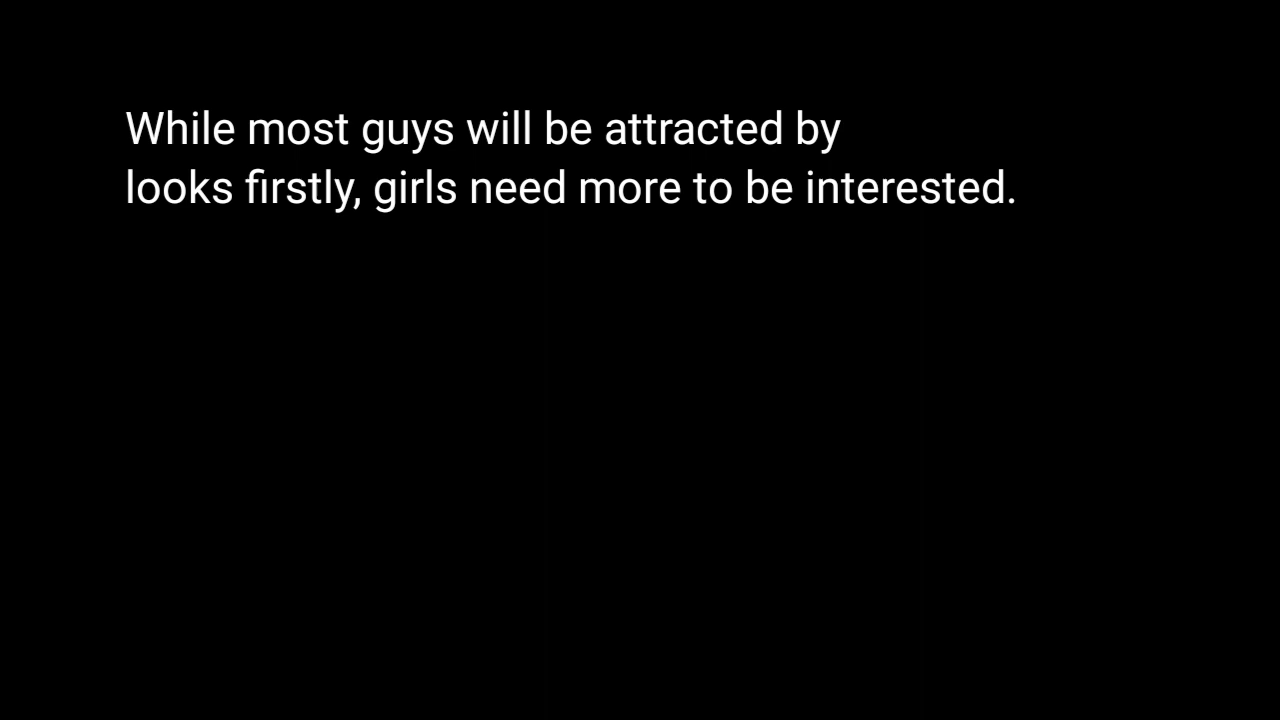 While most guys will be attracted by
looks firstly, girls need more to be interested.